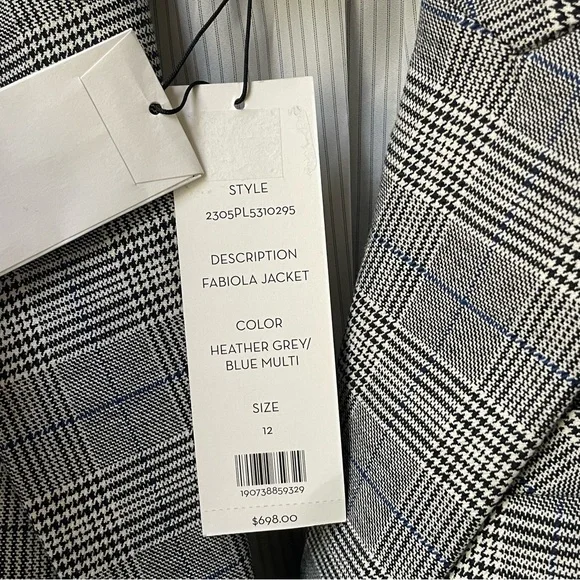 STYLE
2305PL5310295
DESCRIPTION
FABIOLA JACKET
COLOR
HEATHER GREY/
BLUE MULTI
SIZE
12
190738859329
$698.00